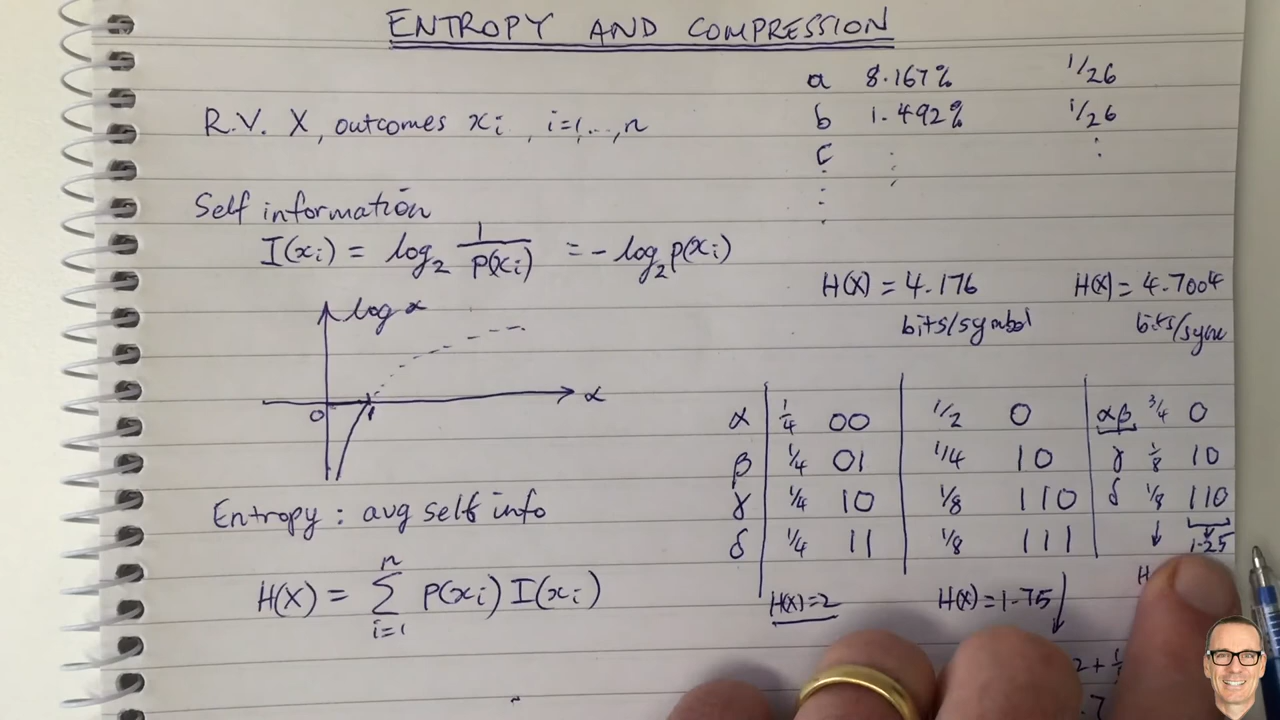 ENTROPY AND COMPRESSION
a 8.167% 1/26
R.V. X, outcomes xi, i=1,...,n b 1.492% 1/26
c : :
Self information
I(xi) = log2 1/p(xi) = - log2 p(xi)
H(X) = 4.176 H(X) = 4.7004
bits/symbol
log α
0 1 α
α 1/4 00 1/2 0 αβ 3/4 0
β 1/4 01 1/4 10 γ 1/8 10
γ 1/4 10 1/8 110 δ 1/8 110
δ 1/4 11 1/8 111 1.25
Entropy : avg self info
H(X) = n Σ i=1 P(xi) I(xi)
H(X)=2 H(X)=1.75 H
2 +
.7